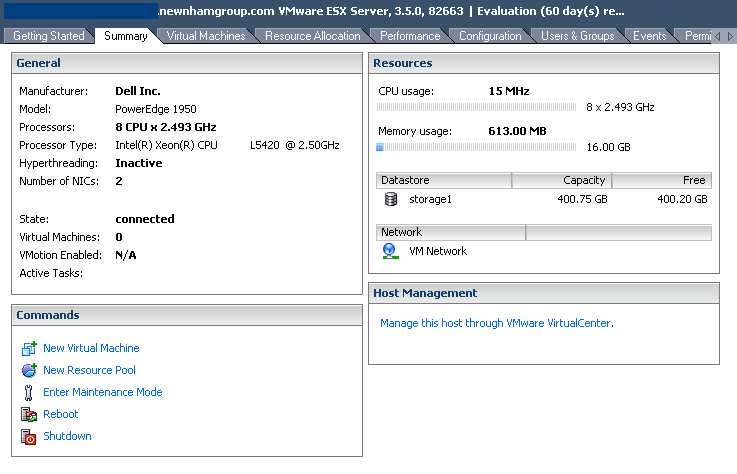 .newnhamgroup.com VMware ESX Server, 3.5.0, 82663 | Evaluation (60 day(s) re...
Getting Started Summary Virtual Machines Resource Allocation Performance Configuration Users & Groups Events Permi
General
Manufacturer: Dell Inc.
Model: PowerEdge 1950
Processors: 8 CPU x 2.493 GHz
Processor Type: Intel(R) Xeon(R) CPU L5420 @ 2.50GHz
Hyperthreading: Inactive
Number of NICs: 2
State: connected
Virtual Machines: 0
VMotion Enabled: N/A
Active Tasks:
Commands
New Virtual Machine
New Resource Pool
Enter Maintenance Mode
Reboot
Shutdown
Resources
CPU usage: 15 MHz
8 x 2.493 GHz
Memory usage: 613.00 MB
16.00 GB
Datastore Capacity Free
storage1 400.75 GB 400.20 GB
Network
VM Network
Host Management
Manage this host through VMware VirtualCenter.